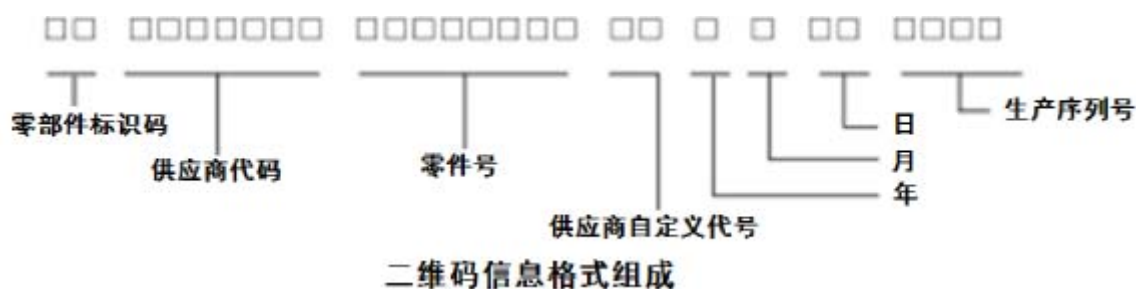 □□ □□□□□□□ □□□□□□□□ □□ □ □ □□ □□□□
零部件标识码
生产序列号
日
供应商代码
零件号
月
年
供应商自定义代号
二维码信息格式组成